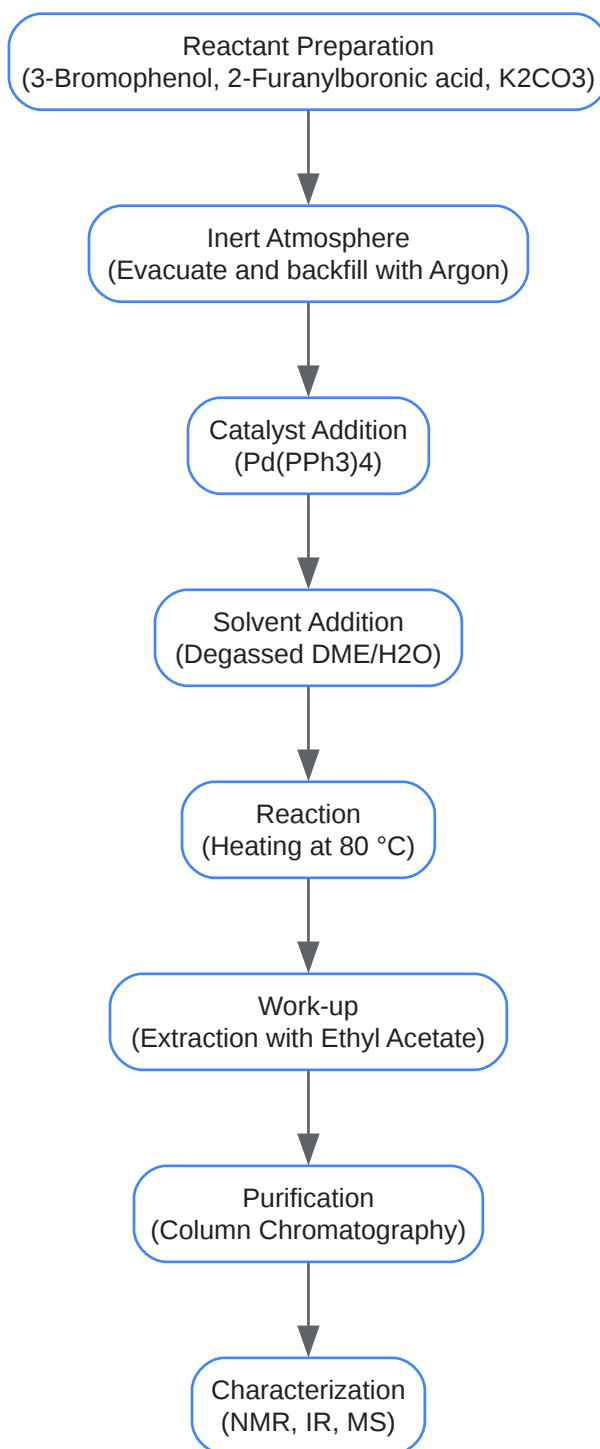 Reactant Preparation
(3-Bromophenol, 2-Furanylboronic acid, K2CO3)
Inert Atmosphere
(Evacuate and backfill with Argon)
Catalyst Addition
(Pd(PPh3)4)
Solvent Addition
(Degassed DME/H2O)
Reaction
(Heating at 80 °C)
Work-up
(Extraction with Ethyl Acetate)
Purification
(Column Chromatography)
Characterization
(NMR, IR, MS)